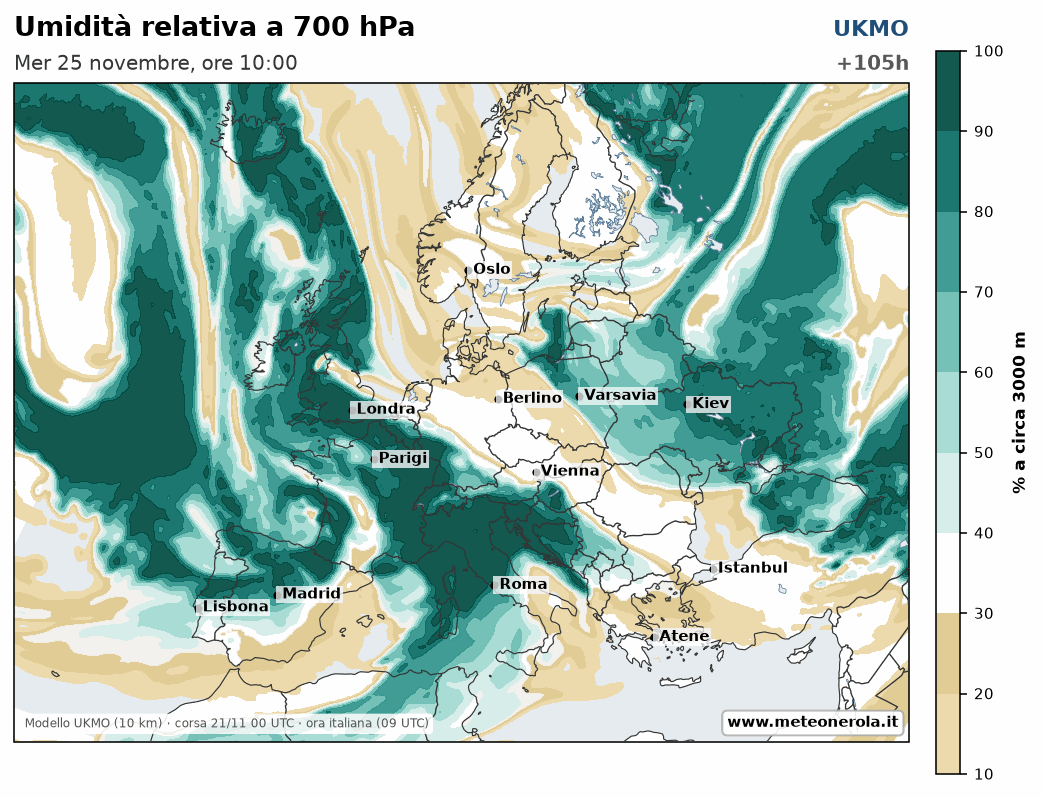 Umidità relativa a 700 hPa
UKMO
Mer 25 novembre, ore 10:00
+105h
100
90
80
70
60
50
40
30
20
10
% a circa 3000 m
Oslo
Berlino
Varsavia
Kiev
Londra
Parigi
Vienna
Istanbul
Roma
Madrid
Lisbona
Atene
Modello UKMO (10 km) · corsa 21/11 00 UTC · ora italiana (09 UTC)
www.meteonerola.it